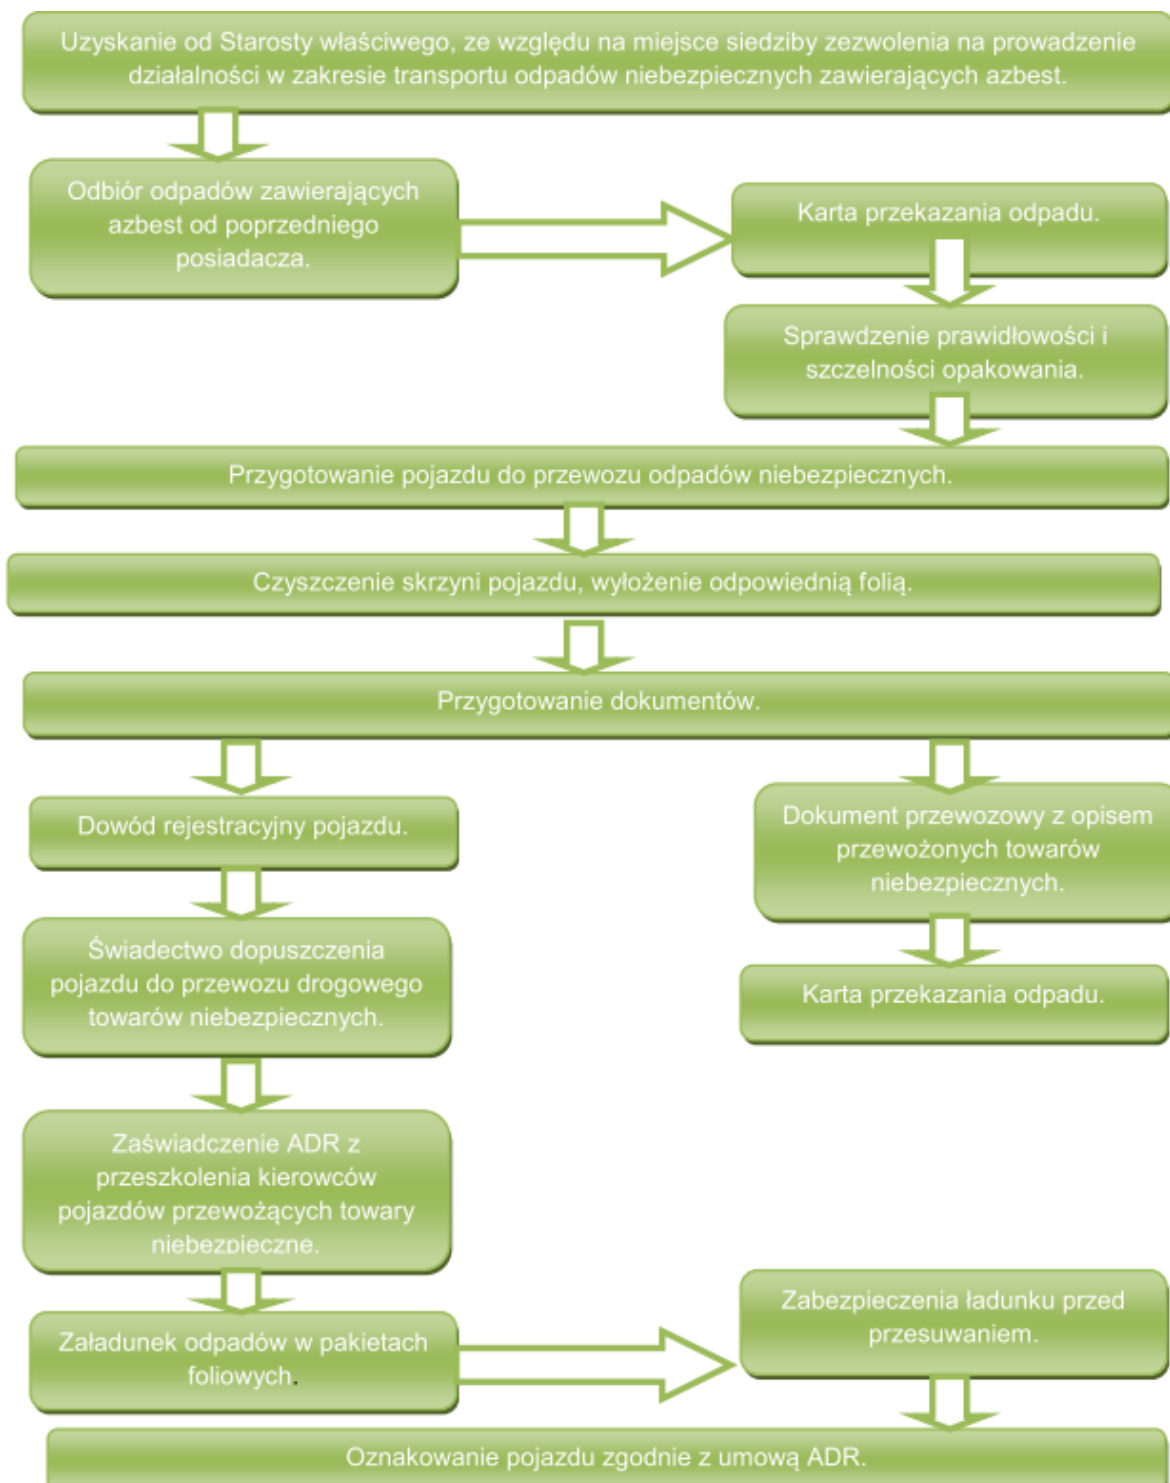 Uzyskanie od Starosty właściwego, ze względu na miejsce siedziby zezwolenia na prowadzenie
działalności w zakresie transportu odpadów niebezpiecznych zawierających azbest.
Odbiór odpadów zawierających
azbest od poprzedniego
posiadacza.
Karta przekazania odpadu.
Sprawdzenie prawidłowości i
szczelności opakowania.
Przygotowanie pojazdu do przewozu odpadów niebezpiecznych.
Czyszczenie skrzyni pojazdu, wyłożenie odpowiednią folią.
Przygotowanie dokumentów.
Dowód rejestracyjny pojazdu.
Świadectwo dopuszczenia
pojazdu do przewozu drogowego
towarów niebezpiecznych.
Zaświadczenie ADR z
przeszkolenia kierowców
pojazdów przewożących towary
niebezpieczne.
Dokument przewozowy z opisem
przewożonych towarów
niebezpiecznych.
Karta przekazania odpadu.
Załadunek odpadów w pakietach
foliowych.
Zabezpieczenia ładunku przed
przesuwaniem.
Oznakowanie pojazdu zgodnie z umową ADR.